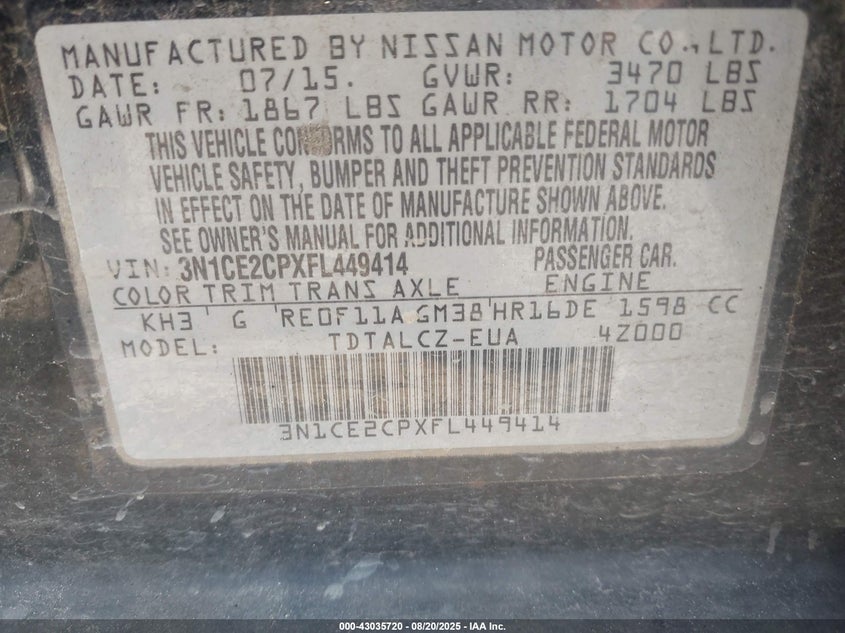 MANUFACTURED BY NISSAN MOTOR CO., LTD.
DATE: 07/15. GVWR: 3470 LBS
GAWR FR: 1867 LBS GAWR RR: 1704 LBS
THIS VEHICLE CONFORMS TO ALL APPLICABLE FEDERAL MOTOR
VEHICLE SAFETY, BUMPER AND THEFT PREVENTION STANDARDS
IN EFFECT ON THE DATE OF MANUFACTURE SHOWN ABOVE.
SEE OWNER'S MANUAL FOR ADDITIONAL INFORMATION.
VIN: 3N1CE2CPXFL449414 PASSENGER CAR.
COLOR TRIM TRANS AXLE ENGINE
KH3 G RE0F11A GM38 HR16DE 1598 CC
MODEL: TDTALCZ-EUA 4Z000
3N1CE2CPXFL449414
000-43035720 | 08/20/2025 - IAA Inc.